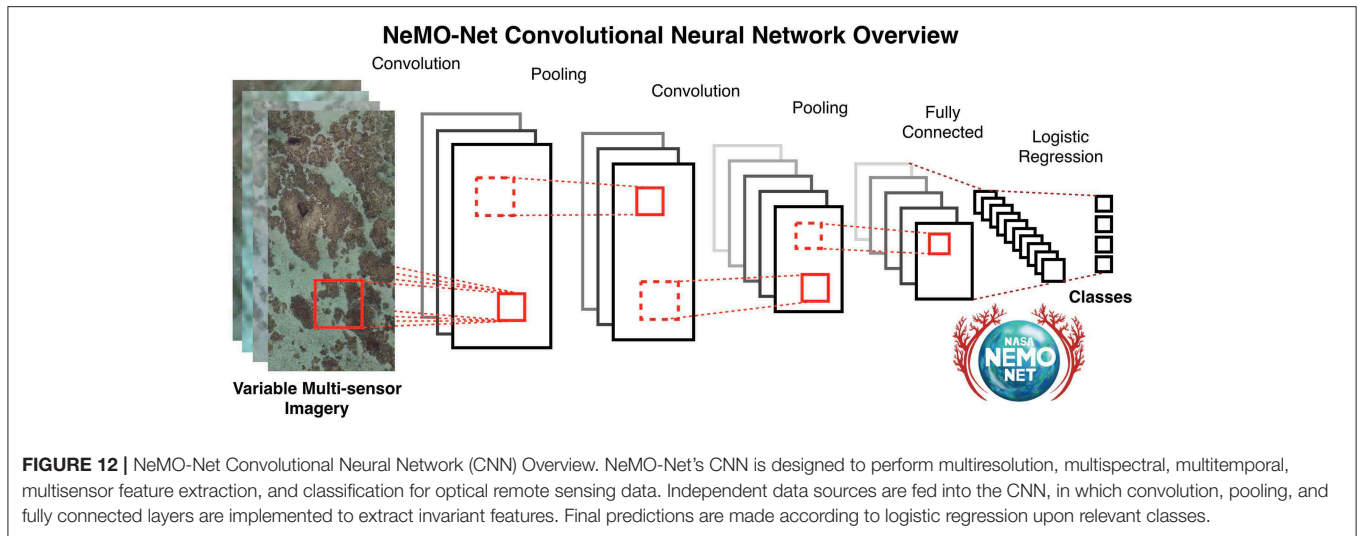 NeMO-Net Convolutional Neural Network Overview
Convolution
Pooling
Convolution
Pooling
Fully
Connected
Logistic
Regression
Classes
Variable Multi-sensor
Imagery
NASA
NEMO
NET
FIGURE 12 | NeMO-Net Convolutional Neural Network (CNN) Overview. NeMO-Net's CNN is designed to perform multiresolution, multispectral, multitemporal,
multisensor feature extraction, and classification for optical remote sensing data. Independent data sources are fed into the CNN, in which convolution, pooling, and
fully connected layers are implemented to extract invariant features. Final predictions are made according to logistic regression upon relevant classes.